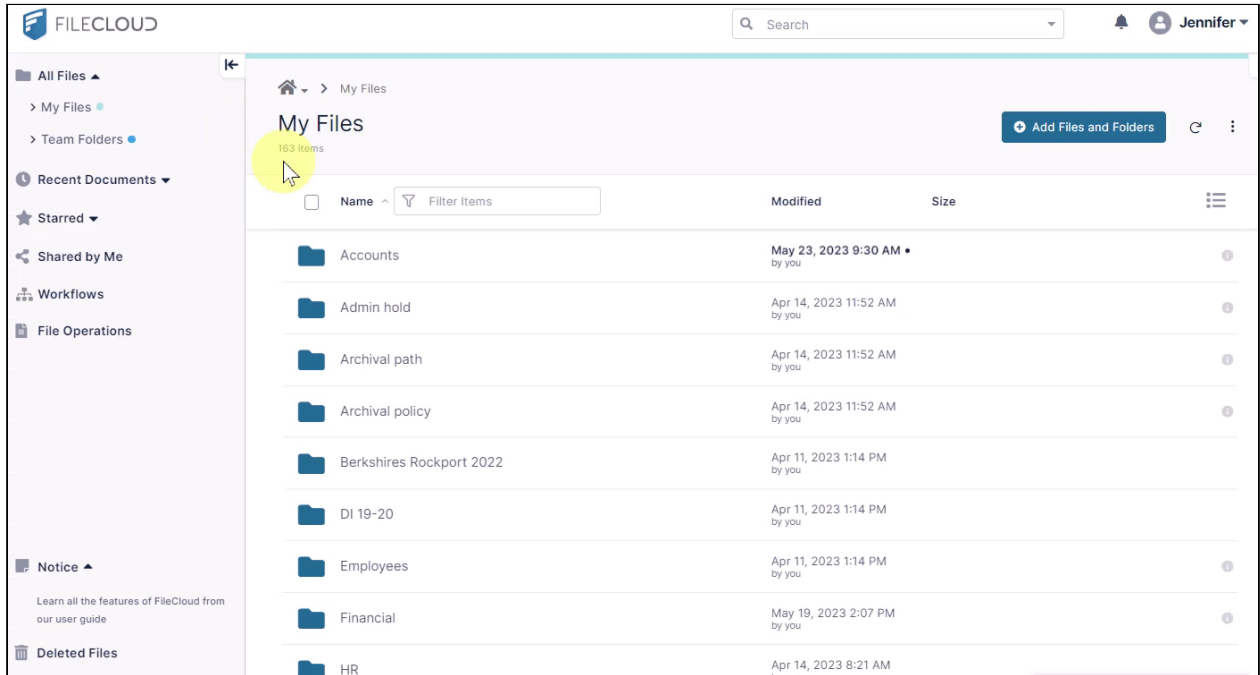 FILECLOUD
Search
Jennifer
All Files
My Files
Team Folders
Recent Documents
Starred
Shared by Me
Workflows
File Operations
Notice
Learn all the features of FileCloud from
our user guide
Deleted Files
My Files
My Files
163 items
Add Files and Folders
Name
Filter Items
Modified
Size
Accounts
May 23, 2023 9:30 AM •
by you
Admin hold
Apr 14, 2023 11:52 AM
by you
Archival path
Apr 14, 2023 11:52 AM
by you
Archival policy
Apr 14, 2023 11:52 AM
by you
Berkshires Rockport 2022
Apr 11, 2023 1:14 PM
by you
DI 19-20
Apr 11, 2023 1:14 PM
by you
Employees
Apr 11, 2023 1:14 PM
by you
Financial
May 19, 2023 2:07 PM
by you
HR
Apr 14, 2023 8:21 AM